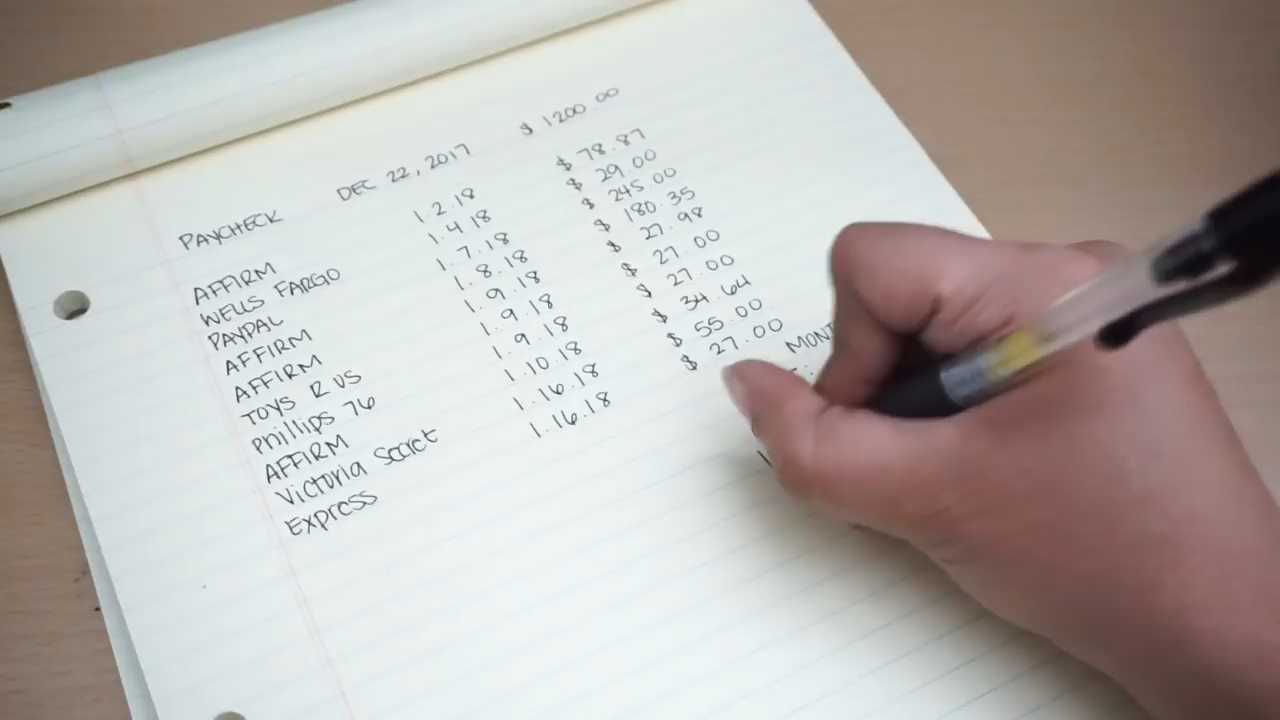 PAYCHECK DEC 22, 2017 $ 1200.00
AFFIRM 1.2.18 $ 78.87
WELLS FARGO 1.4.18 $ 29.00
PAYPAL 1.7.18 $ 245.00
AFFIRM 1.8.18 $ 180.35
AFFIRM 1.9.18 $ 27.98
TOYS R US 1.9.18 $ 27.00
Phillips 76 1.9.18 $ 27.00
AFFIRM 1.10.18 $ 34.64
Victoria Secret 1.16.18 $ 55.00
Express 1.16.18 $ 27.00